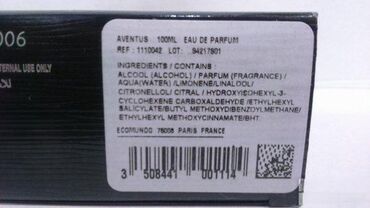 006
TERNAL USE ONLY
AVENTUS 100ML EAU DE PARFUM
REF : 1110042 LOT: .94217S01
INGREDIENTS / CONTAINS :
ALCOOL (ALCOHOL) / PARFUM (FRAGRANCE) /
AQUA(WATER) /LIMONENE/LINALOOL/
CITRONELLOL/ CITRAL / HYDROXYISOHEXYL-3-
CYCLOHEXENE CARBOXALDEHYDE /ETHYLHEXYL
SALICYLATE/BUTYL METHOXYDIBENZOYLMETHANE/
ETHYLHEXYL METHOXYCINNAMATE/BHT.
ECOMUNDO 75008 PARIS FRANCE
3 508441 001114